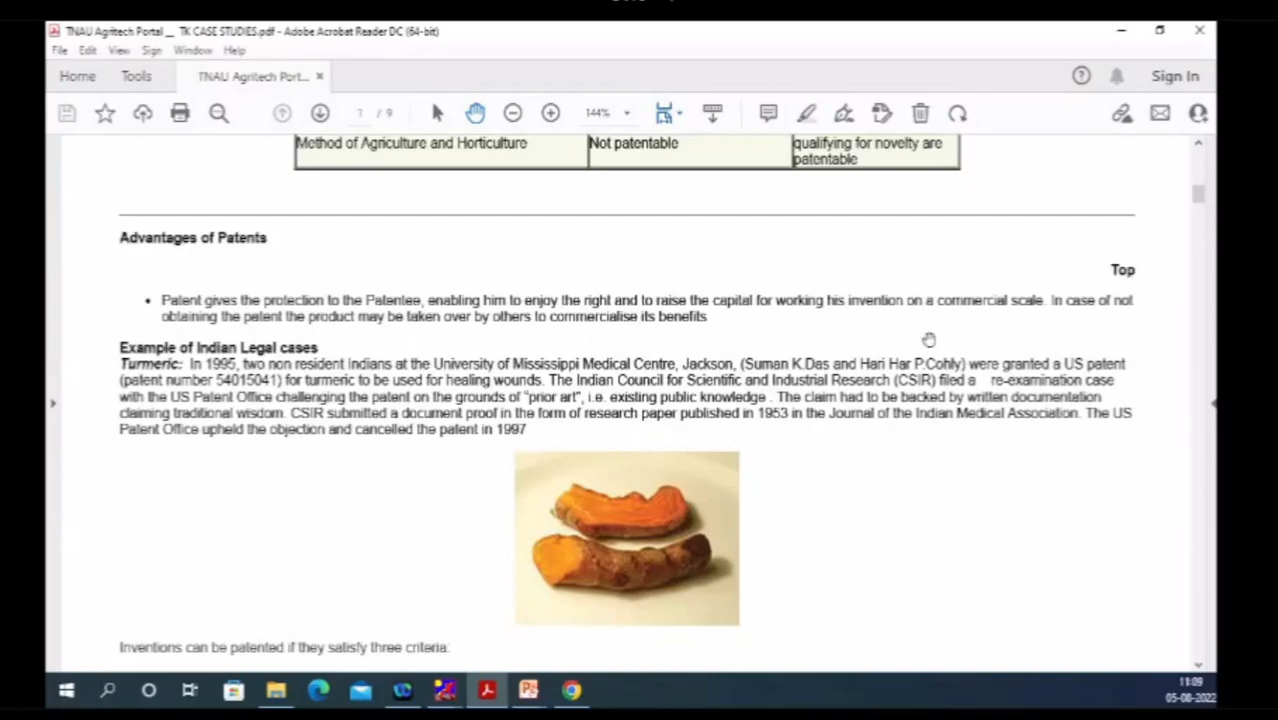 TNAU Agritech Portal __ TK CASE STUDIES.pdf - Adobe Acrobat Reader DC (64-bit)
File Edit View Sign Window Help
Home Tools TNAU Agritech Port... × Sign In
/ 9 144%
Method of Agriculture and Horticulture Not patentable qualifying for novelty are
patentable
Advantages of Patents
Top
• Patent gives the protection to the Patentee, enabling him to enjoy the right and to raise the capital for working his invention on a commercial scale. In case of not
obtaining the patent the product may be taken over by others to commercialise its benefits
Example of Indian Legal cases
Turmeric: In 1995, two non resident Indians at the University of Mississippi Medical Centre, Jackson, (Suman K.Das and Hari Har P.Cohly) were granted a US patent
(patent number 54015041) for turmeric to be used for healing wounds. The Indian Council for Scientific and Industrial Research (CSIR) filed a re-examination case
with the US Patent Office challenging the patent on the grounds of "prior art", i.e. existing public knowledge . The claim had to be backed by written documentation
claiming traditional wisdom. CSIR submitted a document proof in the form of research paper published in 1953 in the Journal of the Indian Medical Association. The US
Patent Office upheld the objection and cancelled the patent in 1997
Inventions can be patented if they satisfy three criteria:
11:09
05-08-2022